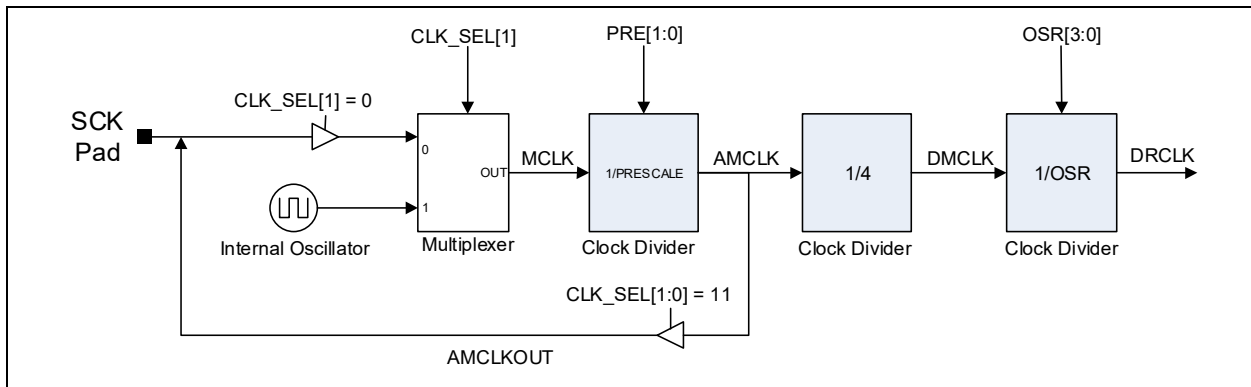 CLK_SEL[1]
PRE[1:0]
OSR[3:0]
CLK_SEL[1] = 0
SCK
Pad
0
OUT
1
MCLK
1/PRESCALE
AMCLK
1/4
DMCLK
1/OSR
DRCLK
Internal Oscillator
Multiplexer
Clock Divider
Clock Divider
Clock Divider
CLK_SEL[1:0] = 11
AMCLKOUT